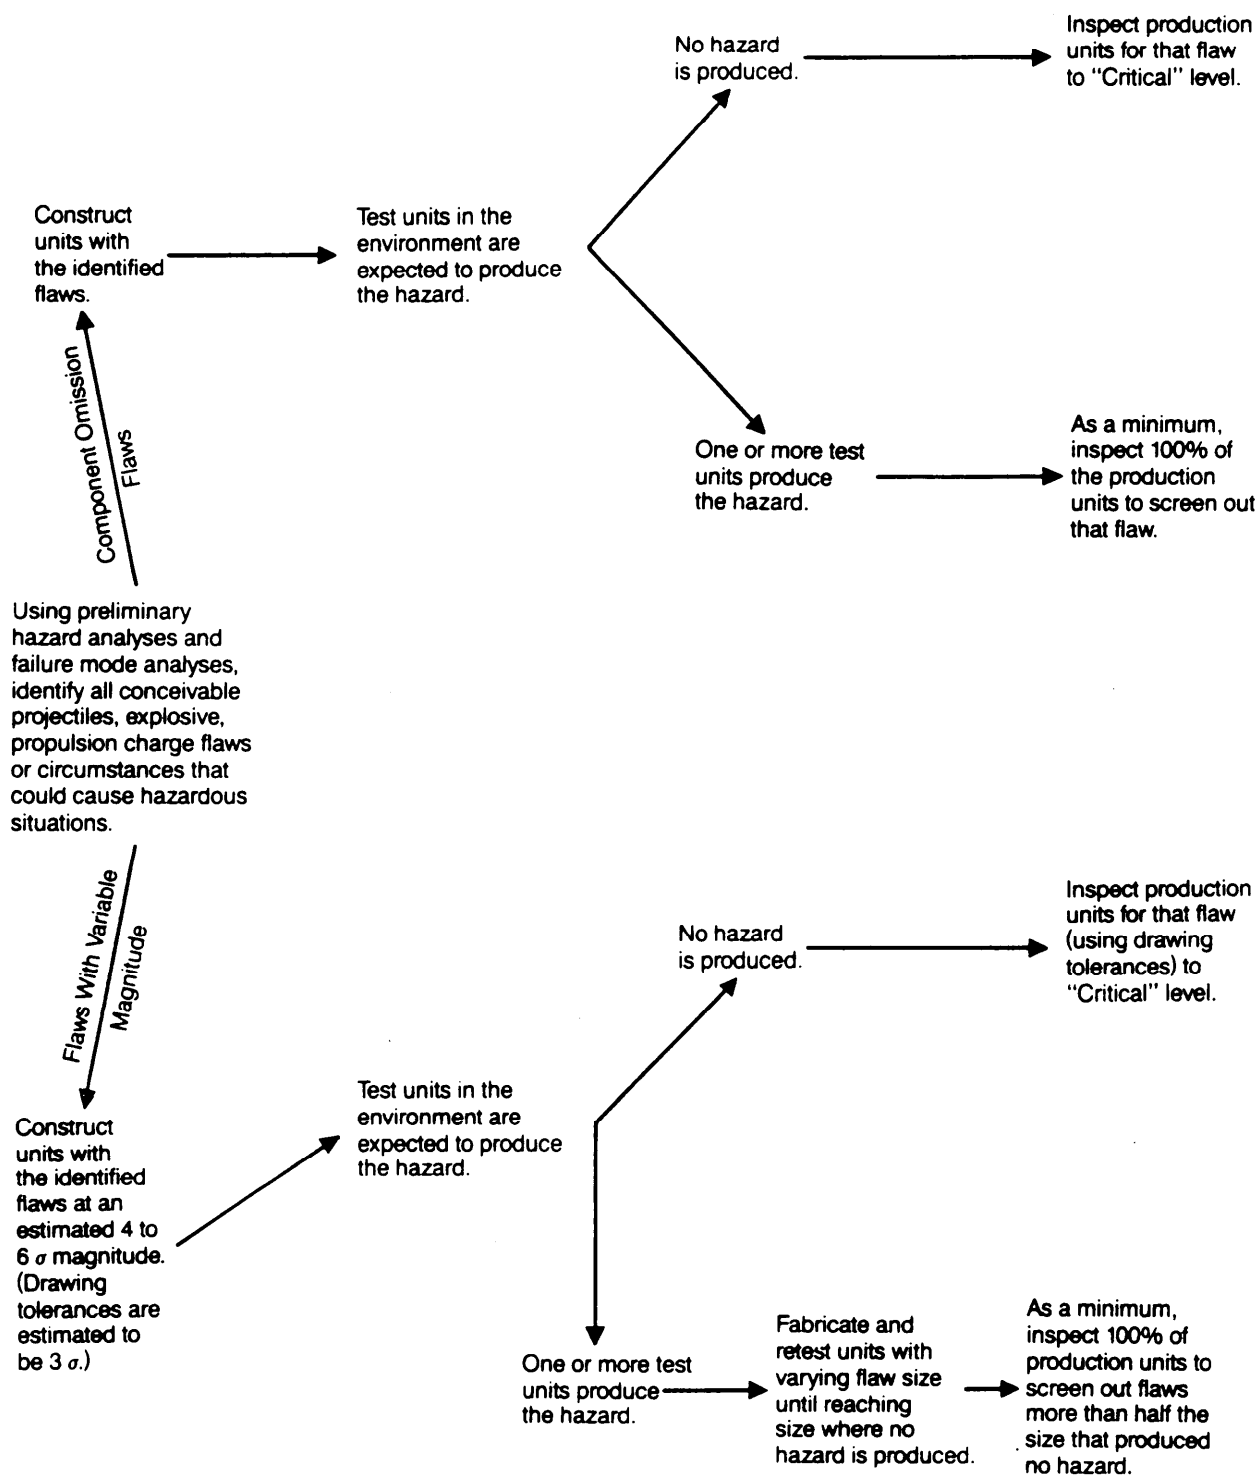 No hazard
is produced.
Inspect production
units for that flaw
to “Critical” level.
Construct
units with
the identified
flaws.
Test units in the
environment are
expected to produce
the hazard.
One or more test
units produce
the hazard.
As a minimum,
inspect 100% of
the production
units to screen out
that flaw.
Component Omission
Flaws
Using preliminary
hazard analyses and
failure mode analyses,
identify all conceivable
projectiles, explosive,
propulsion charge flaws
or circumstances that
could cause hazardous
situations.
Flaws With Variable
Magnitude
Construct
units with
the identified
flaws at an
estimated 4 to
6 σ magnitude.
(Drawing
tolerances are
estimated to
be 3 σ.)
Test units in the
environment are
expected to produce
the hazard.
No hazard
is produced.
Inspect production
units for that flaw
(using drawing
tolerances) to
“Critical” level.
One or more test
units produce
the hazard.
Fabricate and
retest units with
varying flaw size
until reaching
size where no
hazard is produced.
As a minimum,
inspect 100% of
production units to
screen out flaws
more than half the
size that produced
no hazard.